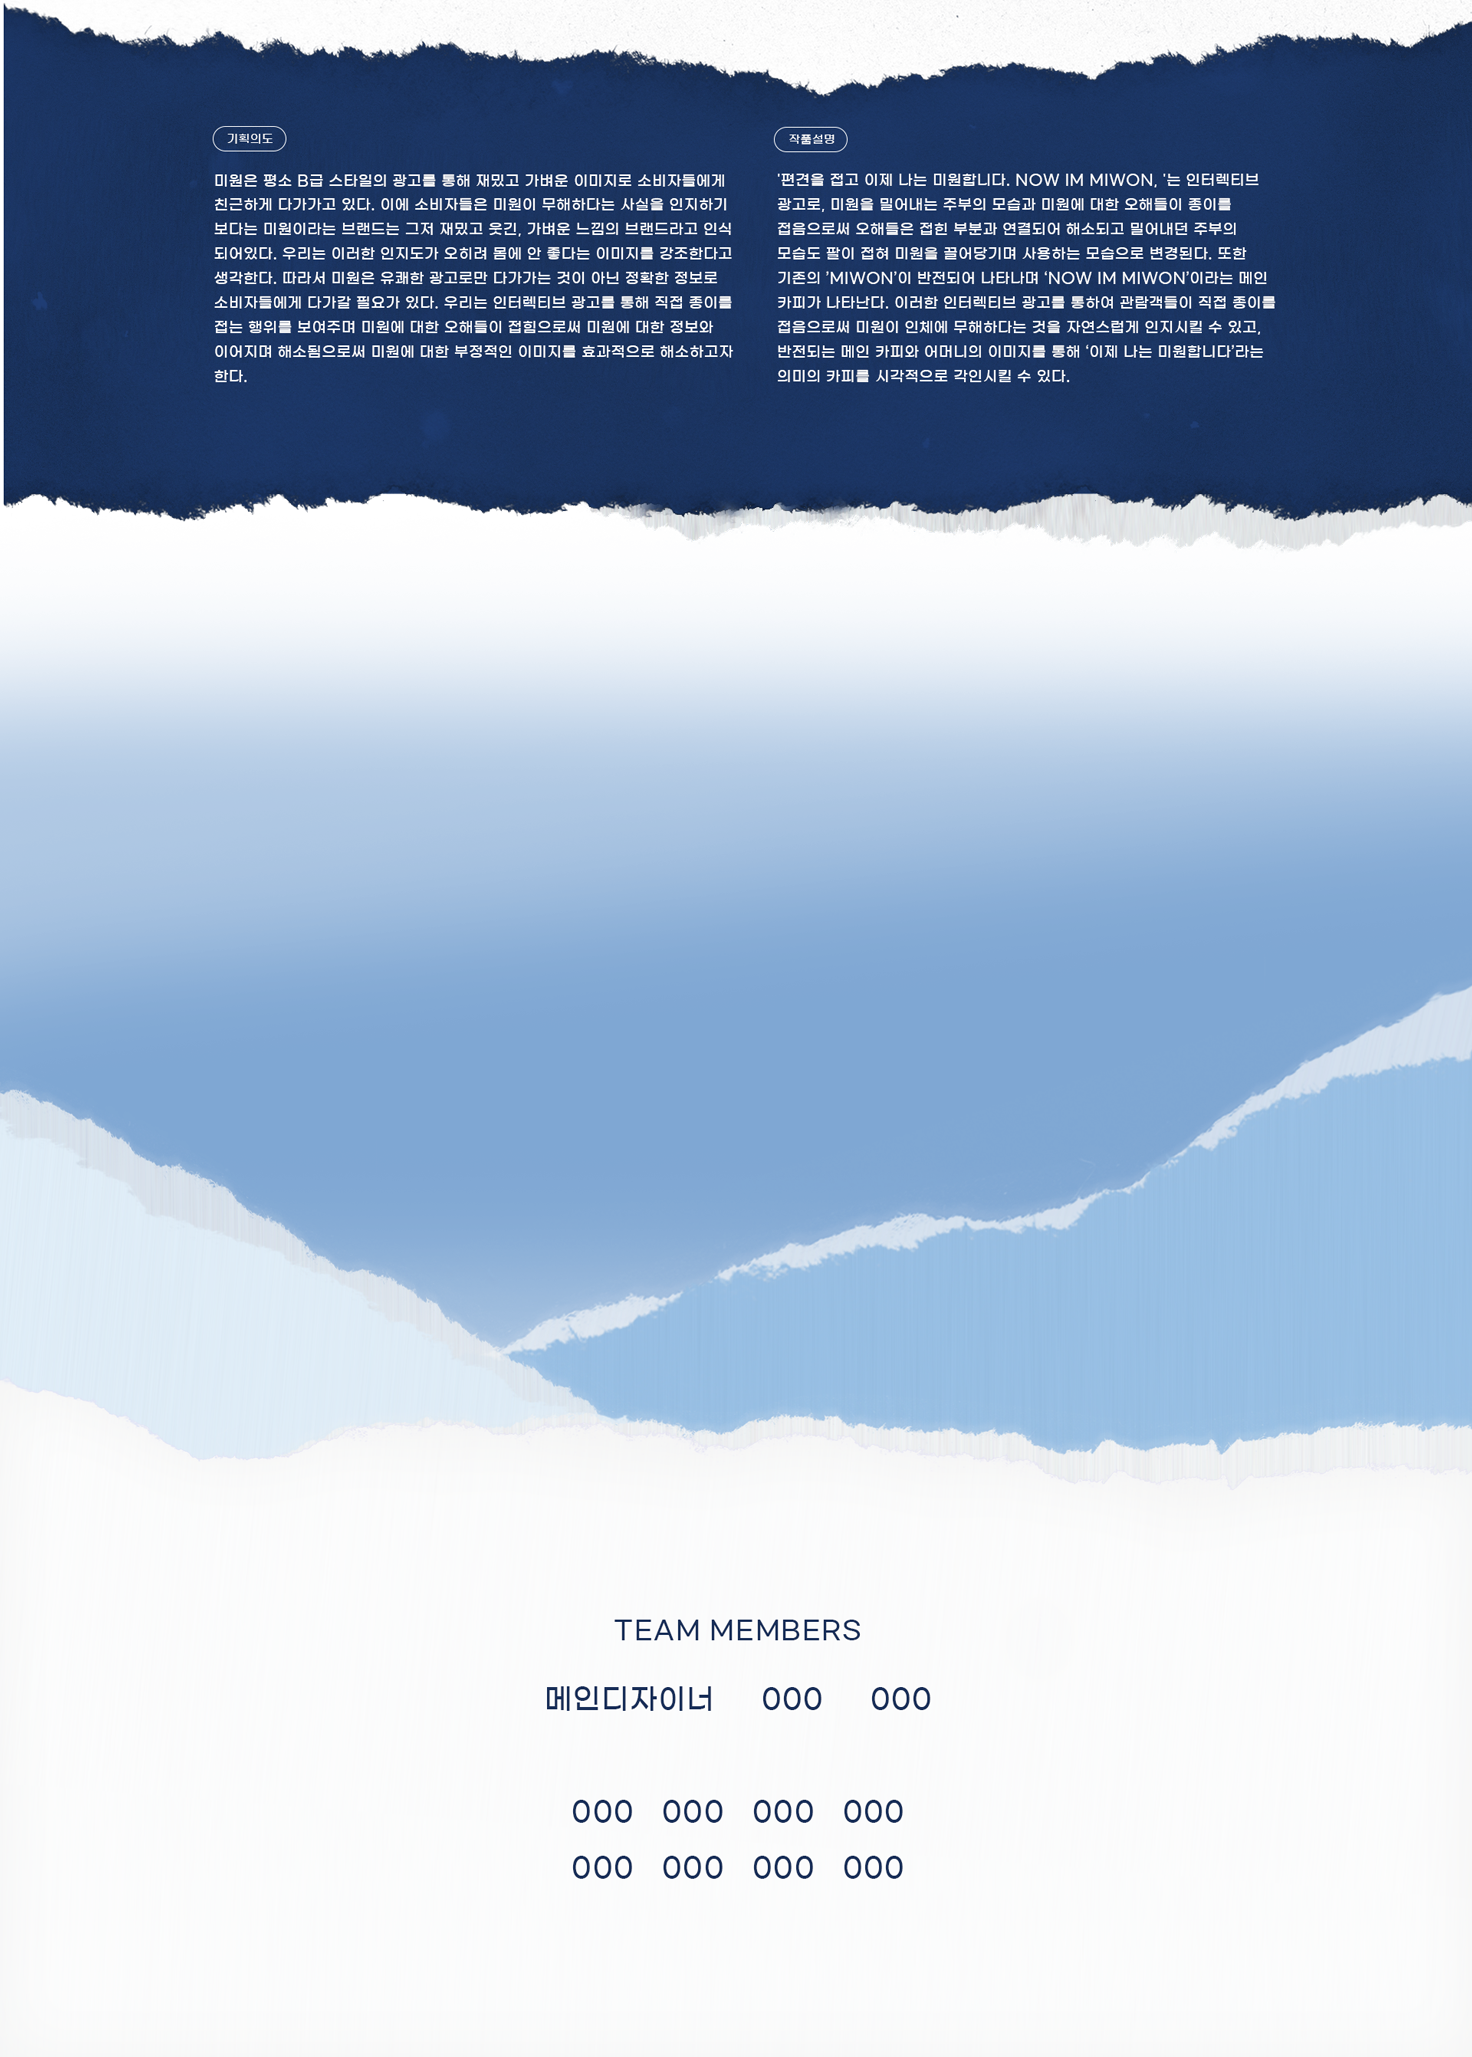 기획의도
미원은 평소 B급 스타일의 광고를 통해 재밌고 가벼운 이미지로 소비자들에게
친근하게 다가가고 있다. 이에 소비자들은 미원이 무해하다는 사실을 인지하기
보다는 미원이라는 브랜드는 그저 재밌고 웃긴, 가벼운 느낌의 브랜드라고 인식
되어있다. 우리는 이러한 인지도가 오히려 몸에 안 좋다는 이미지를 강조한다고
생각한다. 따라서 미원은 유쾌한 광고로만 다가가는 것이 아닌 정확한 정보로
소비자들에게 다가갈 필요가 있다. 우리는 인터렉티브 광고를 통해 직접 종이를
접는 행위를 보여주며 미원에 대한 오해들이 접힘으로써 미원에 대한 정보와
이어지며 해소됨으로써 미원에 대한 부정적인 이미지를 효과적으로 해소하고자
한다.
작품설명
'편견을 접고 이제 나는 미원합니다. NOW IM MIWON, '는 인터렉티브
광고로, 미원을 밀어내는 주부의 모습과 미원에 대한 오해들이 종이를
접음으로써 오해들은 접힌 부분과 연결되어 해소되고 밀어내던 주부의
모습도 팔이 접혀 미원을 끌어당기며 사용하는 모습으로 변경된다. 또한
기존의 'MIWON'이 반전되어 나타나며 ‘NOW IM MIWON’이라는 메인
카피가 나타난다. 이러한 인터렉티브 광고를 통하여 관람객들이 직접 종이를
접음으로써 미원이 인체에 무해하다는 것을 자연스럽게 인지시킬 수 있고,
반전되는 메인 카피와 어머니의 이미지를 통해 ‘이제 나는 미원합니다’라는
의미의 카피를 시각적으로 각인시킬 수 있다.
TEAM MEMBERS
메인디자이너 OOO OOO
OOO OOO OOO OOO
OOO OOO OOO OOO